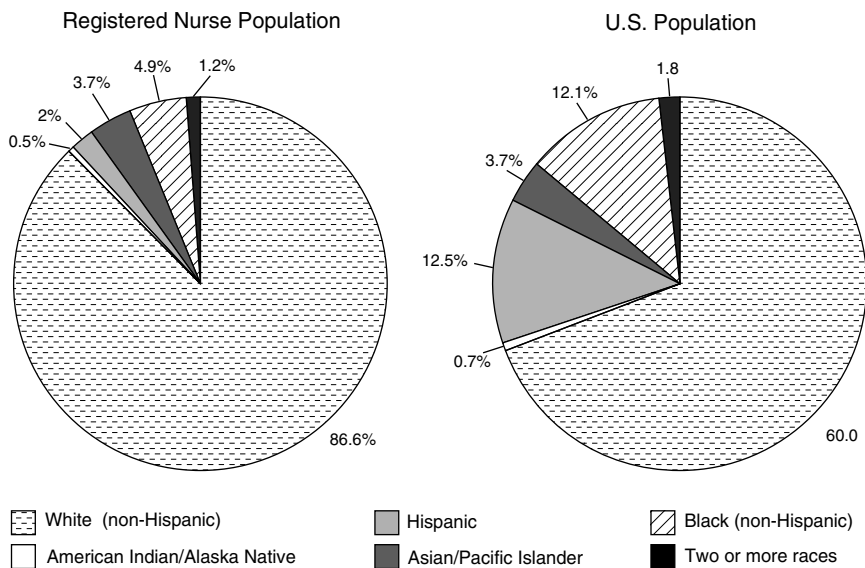 Registered Nurse Population
4.9%
1.2%
3.7%
2%
0.5%
86.6%
U.S. Population
1.8
12.1%
3.7%
12.5%
0.7%
60.0
White (non-Hispanic)
Hispanic
Black (non-Hispanic)
American Indian/Alaska Native
Asian/Pacific Islander
Two or more races